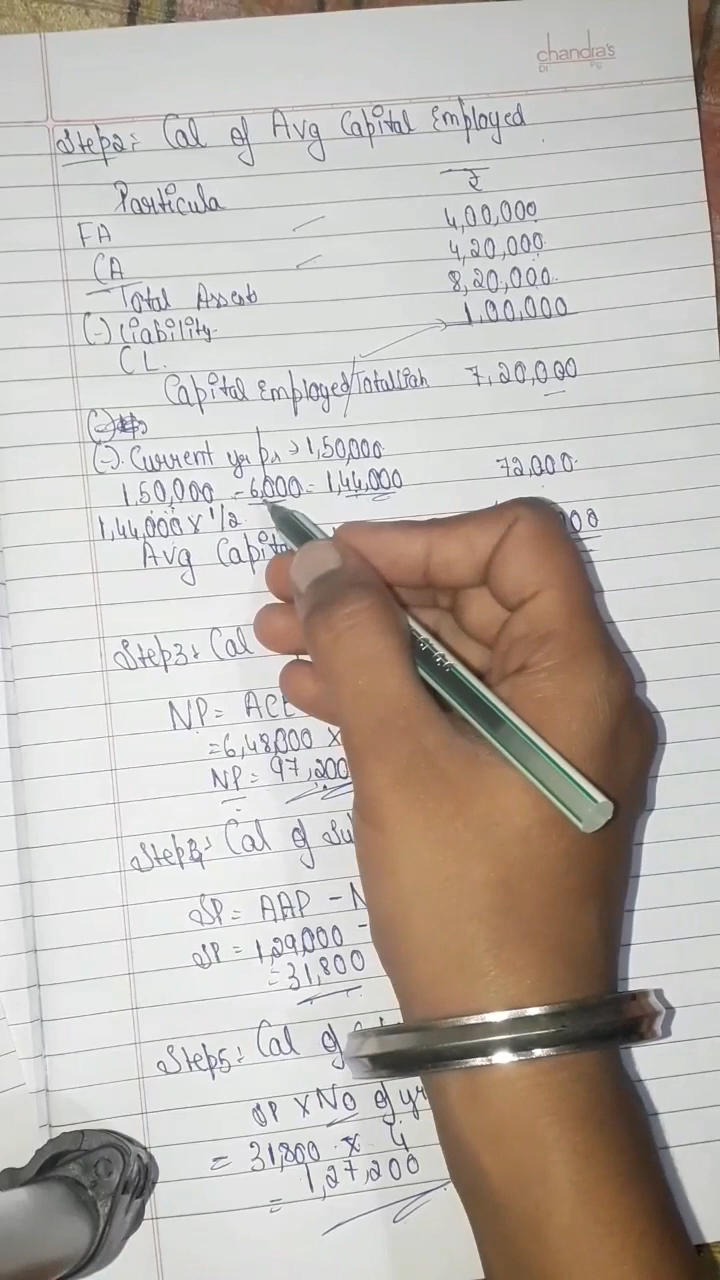 chandra's
Step2:- Cal of Avg Capital Employed
Particula ₹
FA 4,00,000
CA 4,20,000
Total Assets 8,20,000
(-) Liability
CL. 1,00,000
Capital Employed/Total 7,20,000
(-)
(-). Current yr 1,50,000
1,50,000 - 6,000 = 1,44,000 72,000
1,44,000 x 1/2
Avg Capit 00
Step3: Cal
NP = ACE
= 6,48,000 x
NP = 97,200
Step4: Cal of Su
SP = AAP - N
SP = 1,29,000 -
= 31,800
Step5: Cal of
SP x No of yr
= 31,800 x 4
= 1,27,200